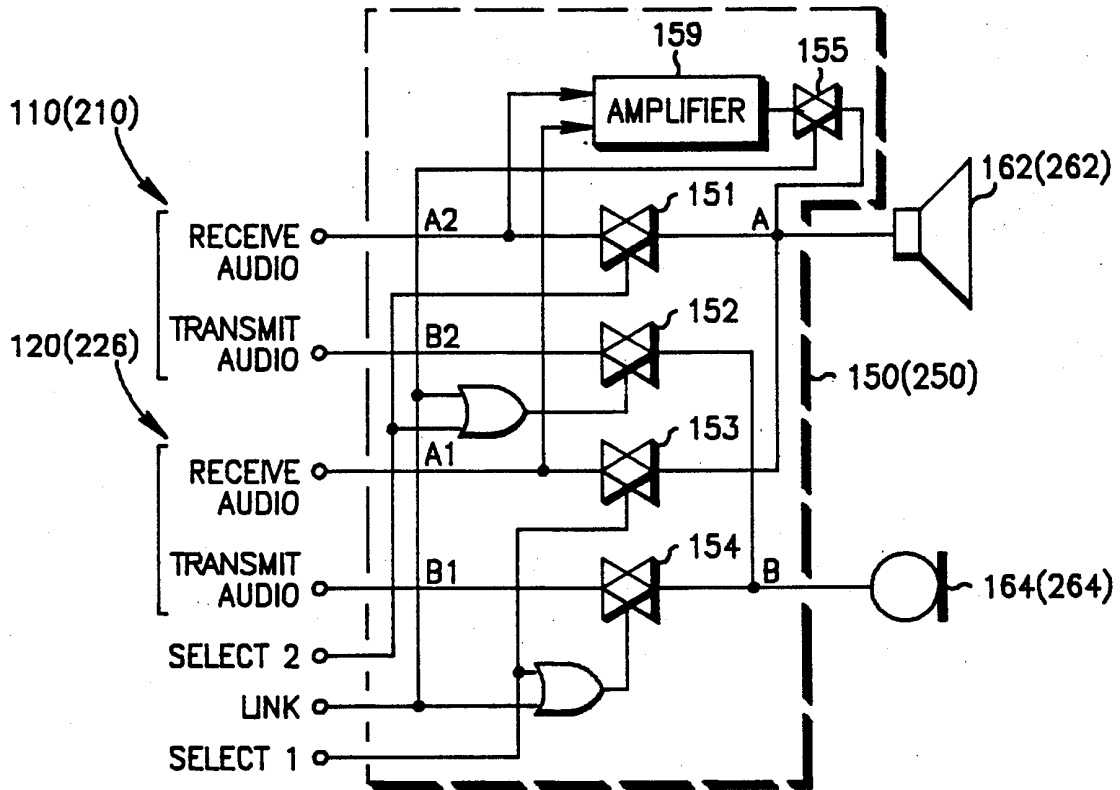 159
155
110(210)
AMPLIFIER
162(262)
151
RECEIVE
AUDIO
A2
A
152
TRANSMIT
AUDIO
B2
120(226)
150(250)
153
RECEIVE
AUDIO
A1
154
TRANSMIT
AUDIO
B1
B
164(264)
SELECT 2
LINK
SELECT 1